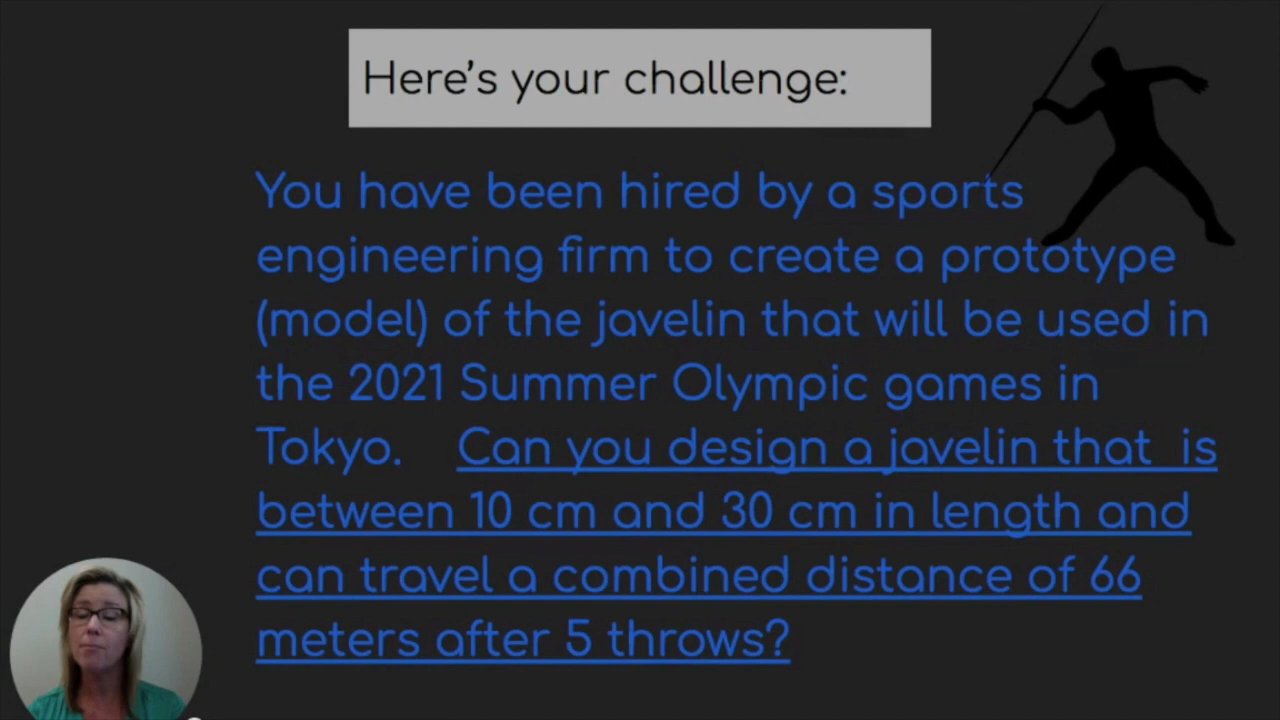 Here's your challenge:
You have been hired by a sports
engineering firm to create a prototype
(model) of the javelin that will be used in
the 2021 Summer Olympic games in
Tokyo. Can you design a javelin that is
between 10 cm and 30 cm in length and
can travel a combined distance of 66
meters after 5 throws?